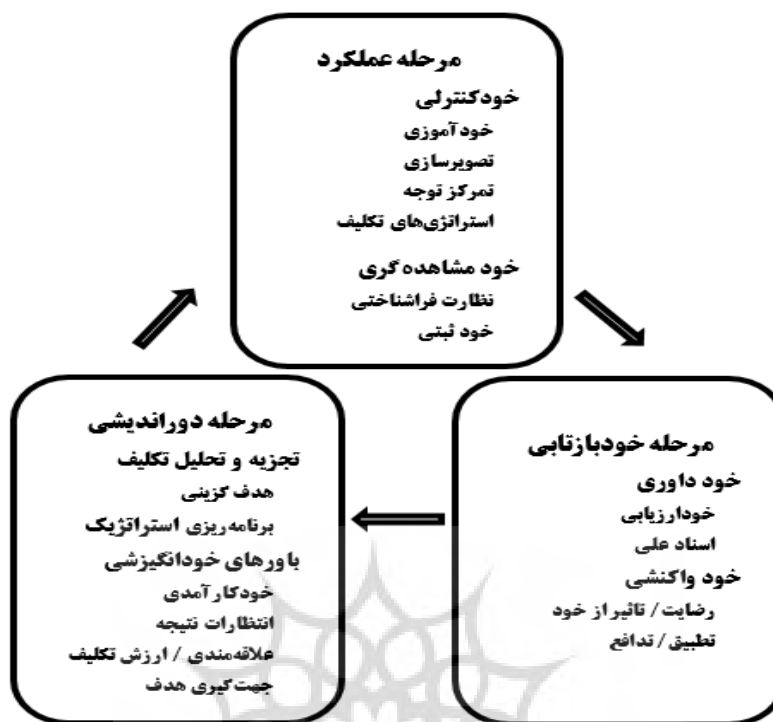 مرحله عملکرد
خودکنترلی
خودآموزی
تصویرسازی
تمرکز توجه
استراتژی‌های تکلیف
خود مشاهده گری
نظارت فراشناختی
خود ثبتی
مرحله خودبازتابی
خود داوری
خودارزیابی
اسناد علی
خود واکنشی
رضایت / تاثیر از خود
تطبیق / تدافع
مرحله دوراندیشی
تجزیه و تحلیل تکلیف
هدف گزینی
برنامه‌ریزی استراتژیک
باورهای خودانگیزشی
خودکارآمدی
انتظارات نتیجه
علاقه‌مندی / ارزش تکلیف
جهت‌گیری هدف